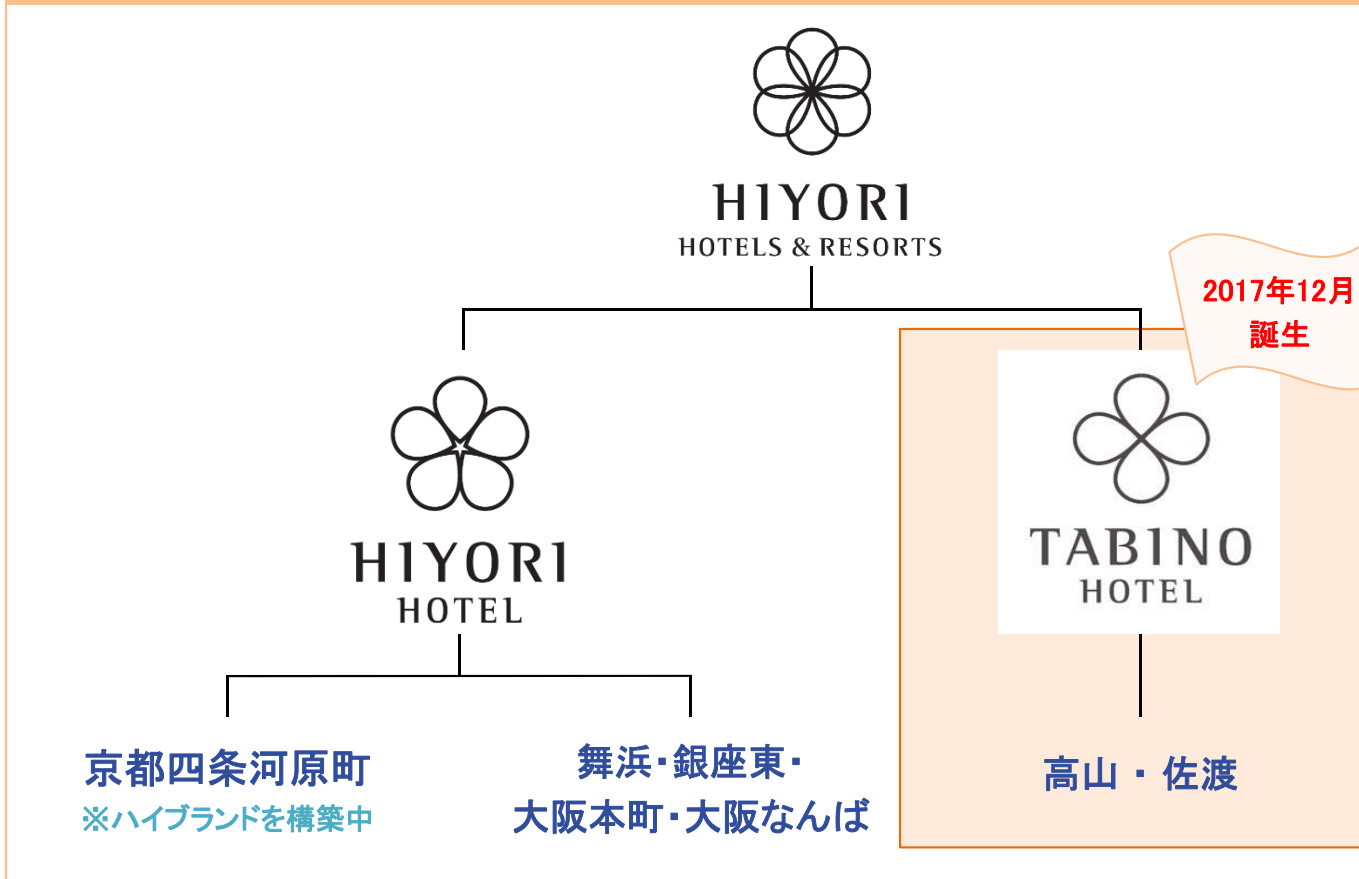 HIYORI
HOTELS & RESORTS
2017年12月
誕生
HIYORI
HOTEL
TABINO
HOTEL
京都四条河原町
※ハイブランドを構築中
舞浜・銀座東・
大阪本町・大阪なんば
高山・佐渡